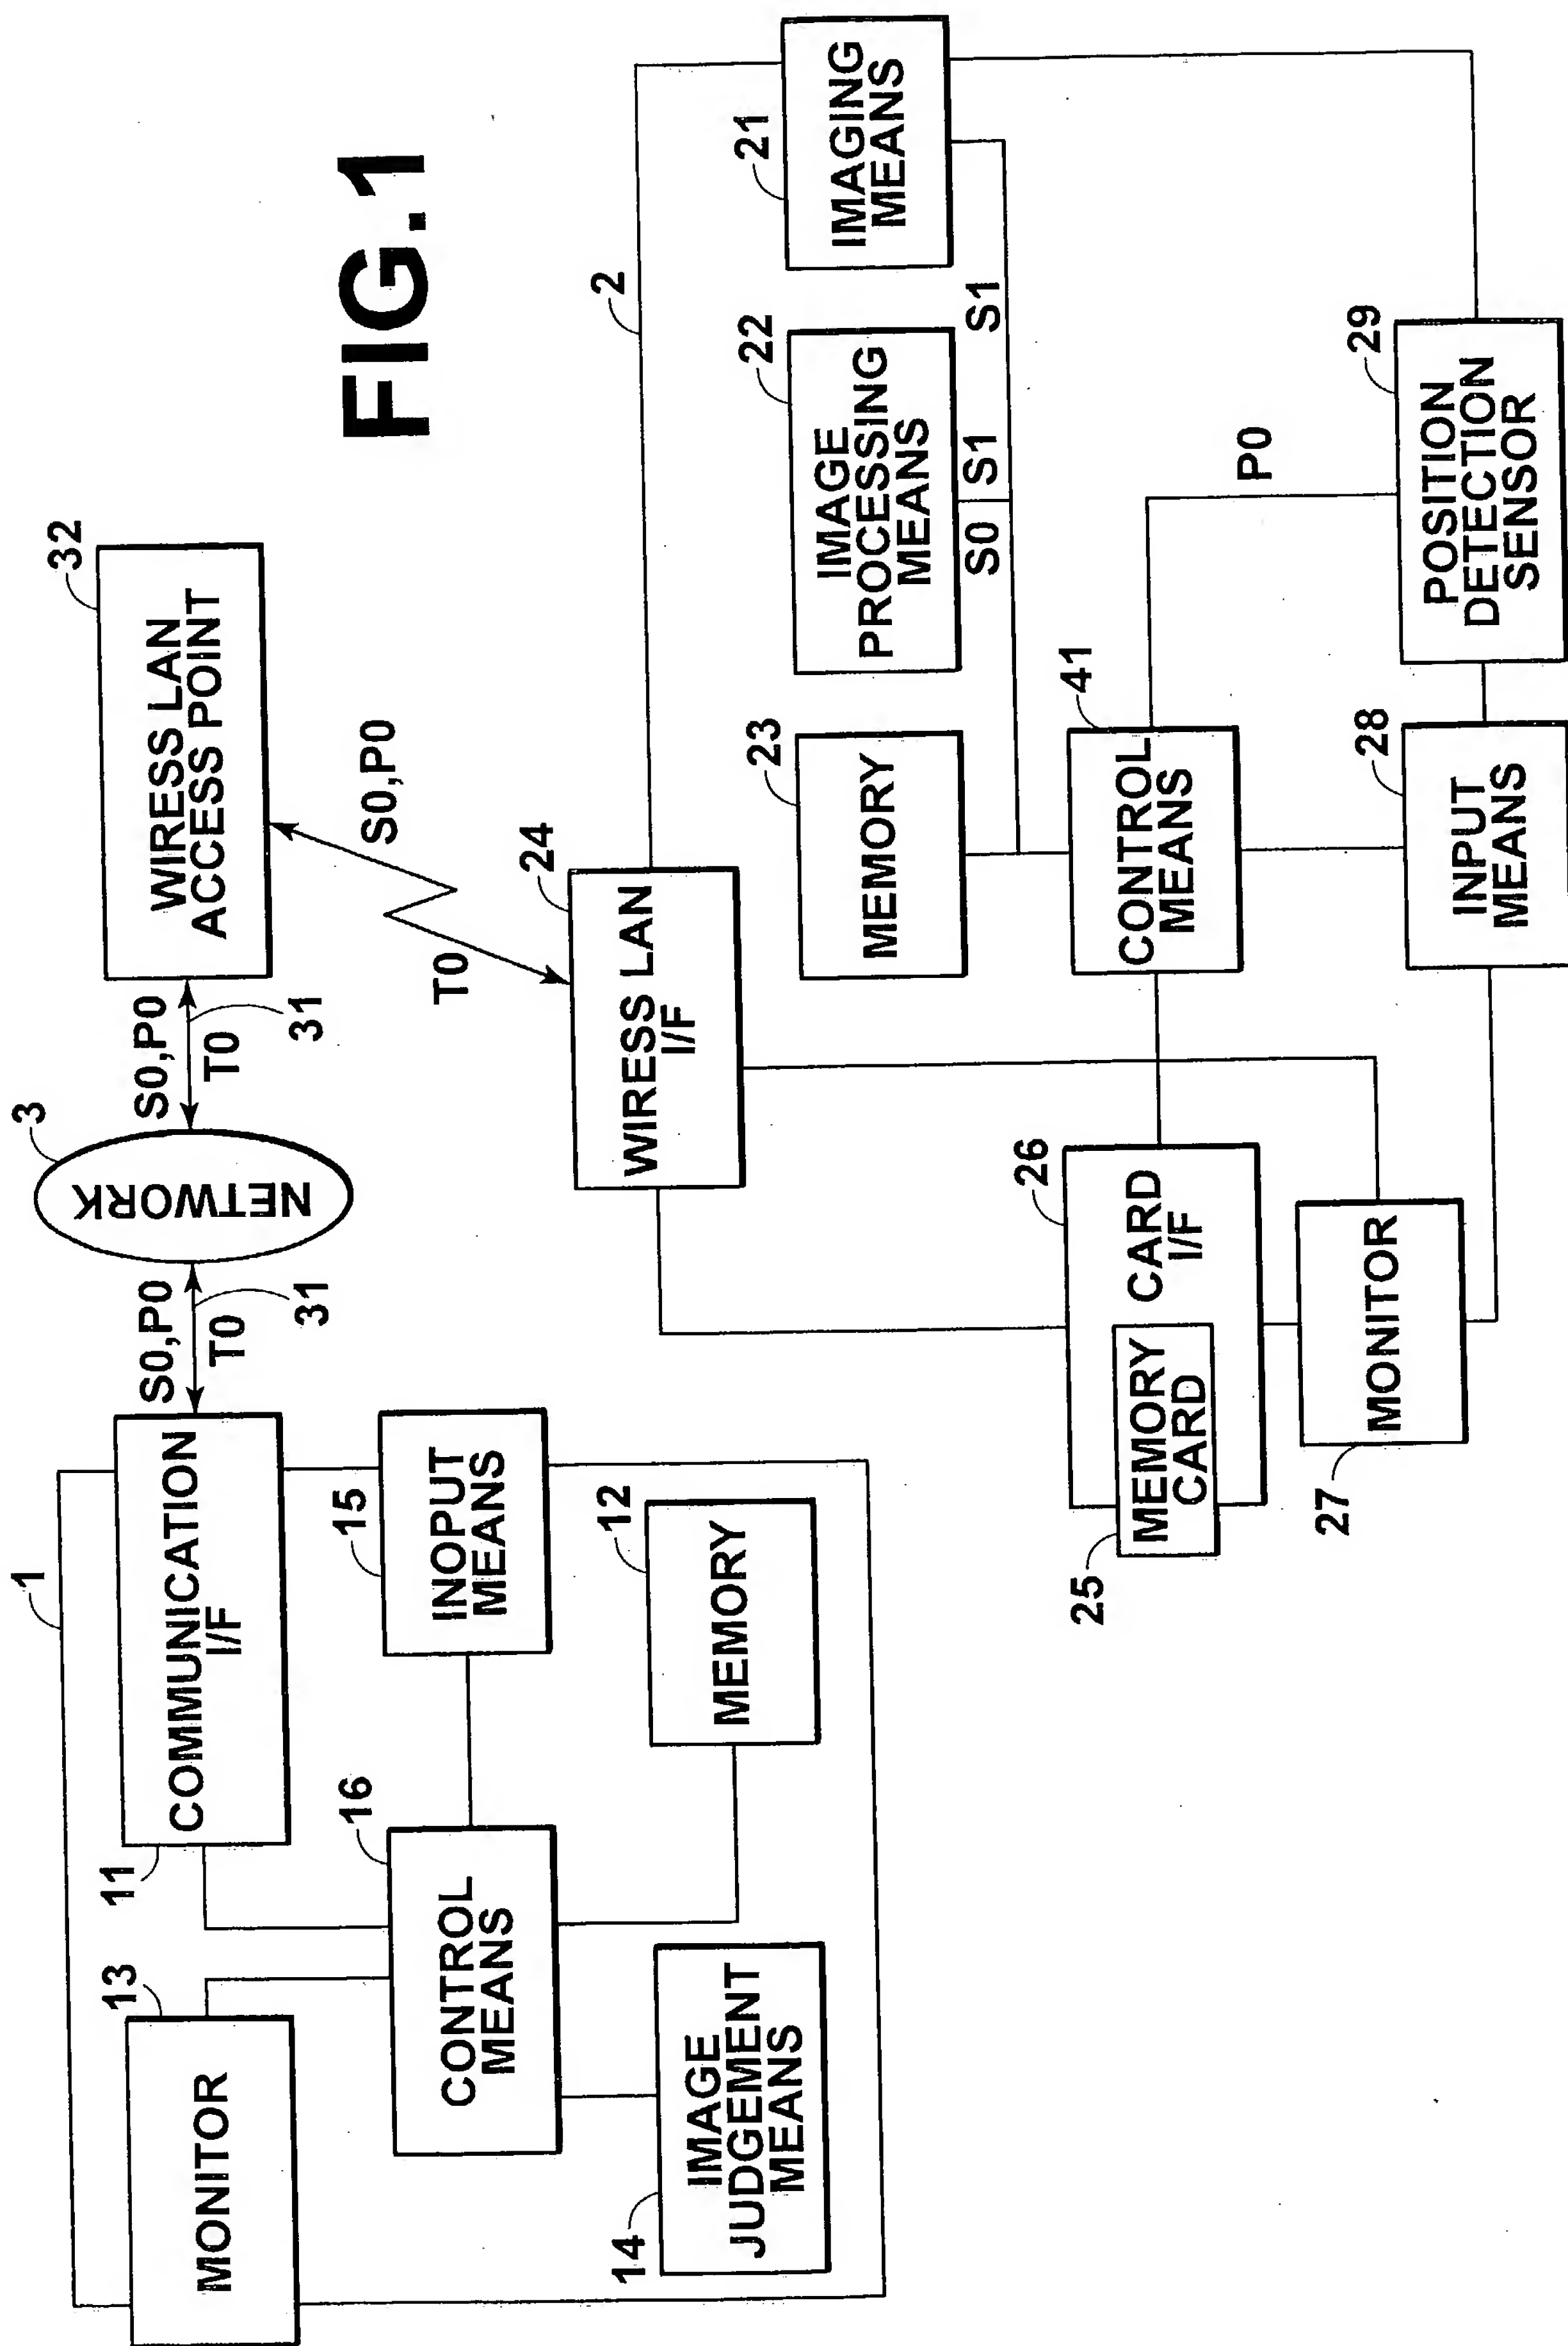 FIG.1
1
11
COMMUNICATION
I/F
13
MONITOR
15
INOPUT
MEANS
16
CONTROL
MEANS
12
MEMORY
14
IMAGE
JUDGEMENT
MEANS
S0,P0
T0
31
3
NETWORK
S0,P0
T0
31
32
WIRESS LAN
ACCESS POINT
S0,P0
T0
24
WIRESS LAN
I/F
2
21
IMAGING
MEANS
22
IMAGE
PROCESSING
MEANS
S0
S1
S1
23
MEMORY
41
CONTROL
MEANS
P0
26
CARD
I/F
25
MEMORY
CARD
27
MONITOR
28
INPUT
MEANS
29
POSITION
DETECTION
SENSOR